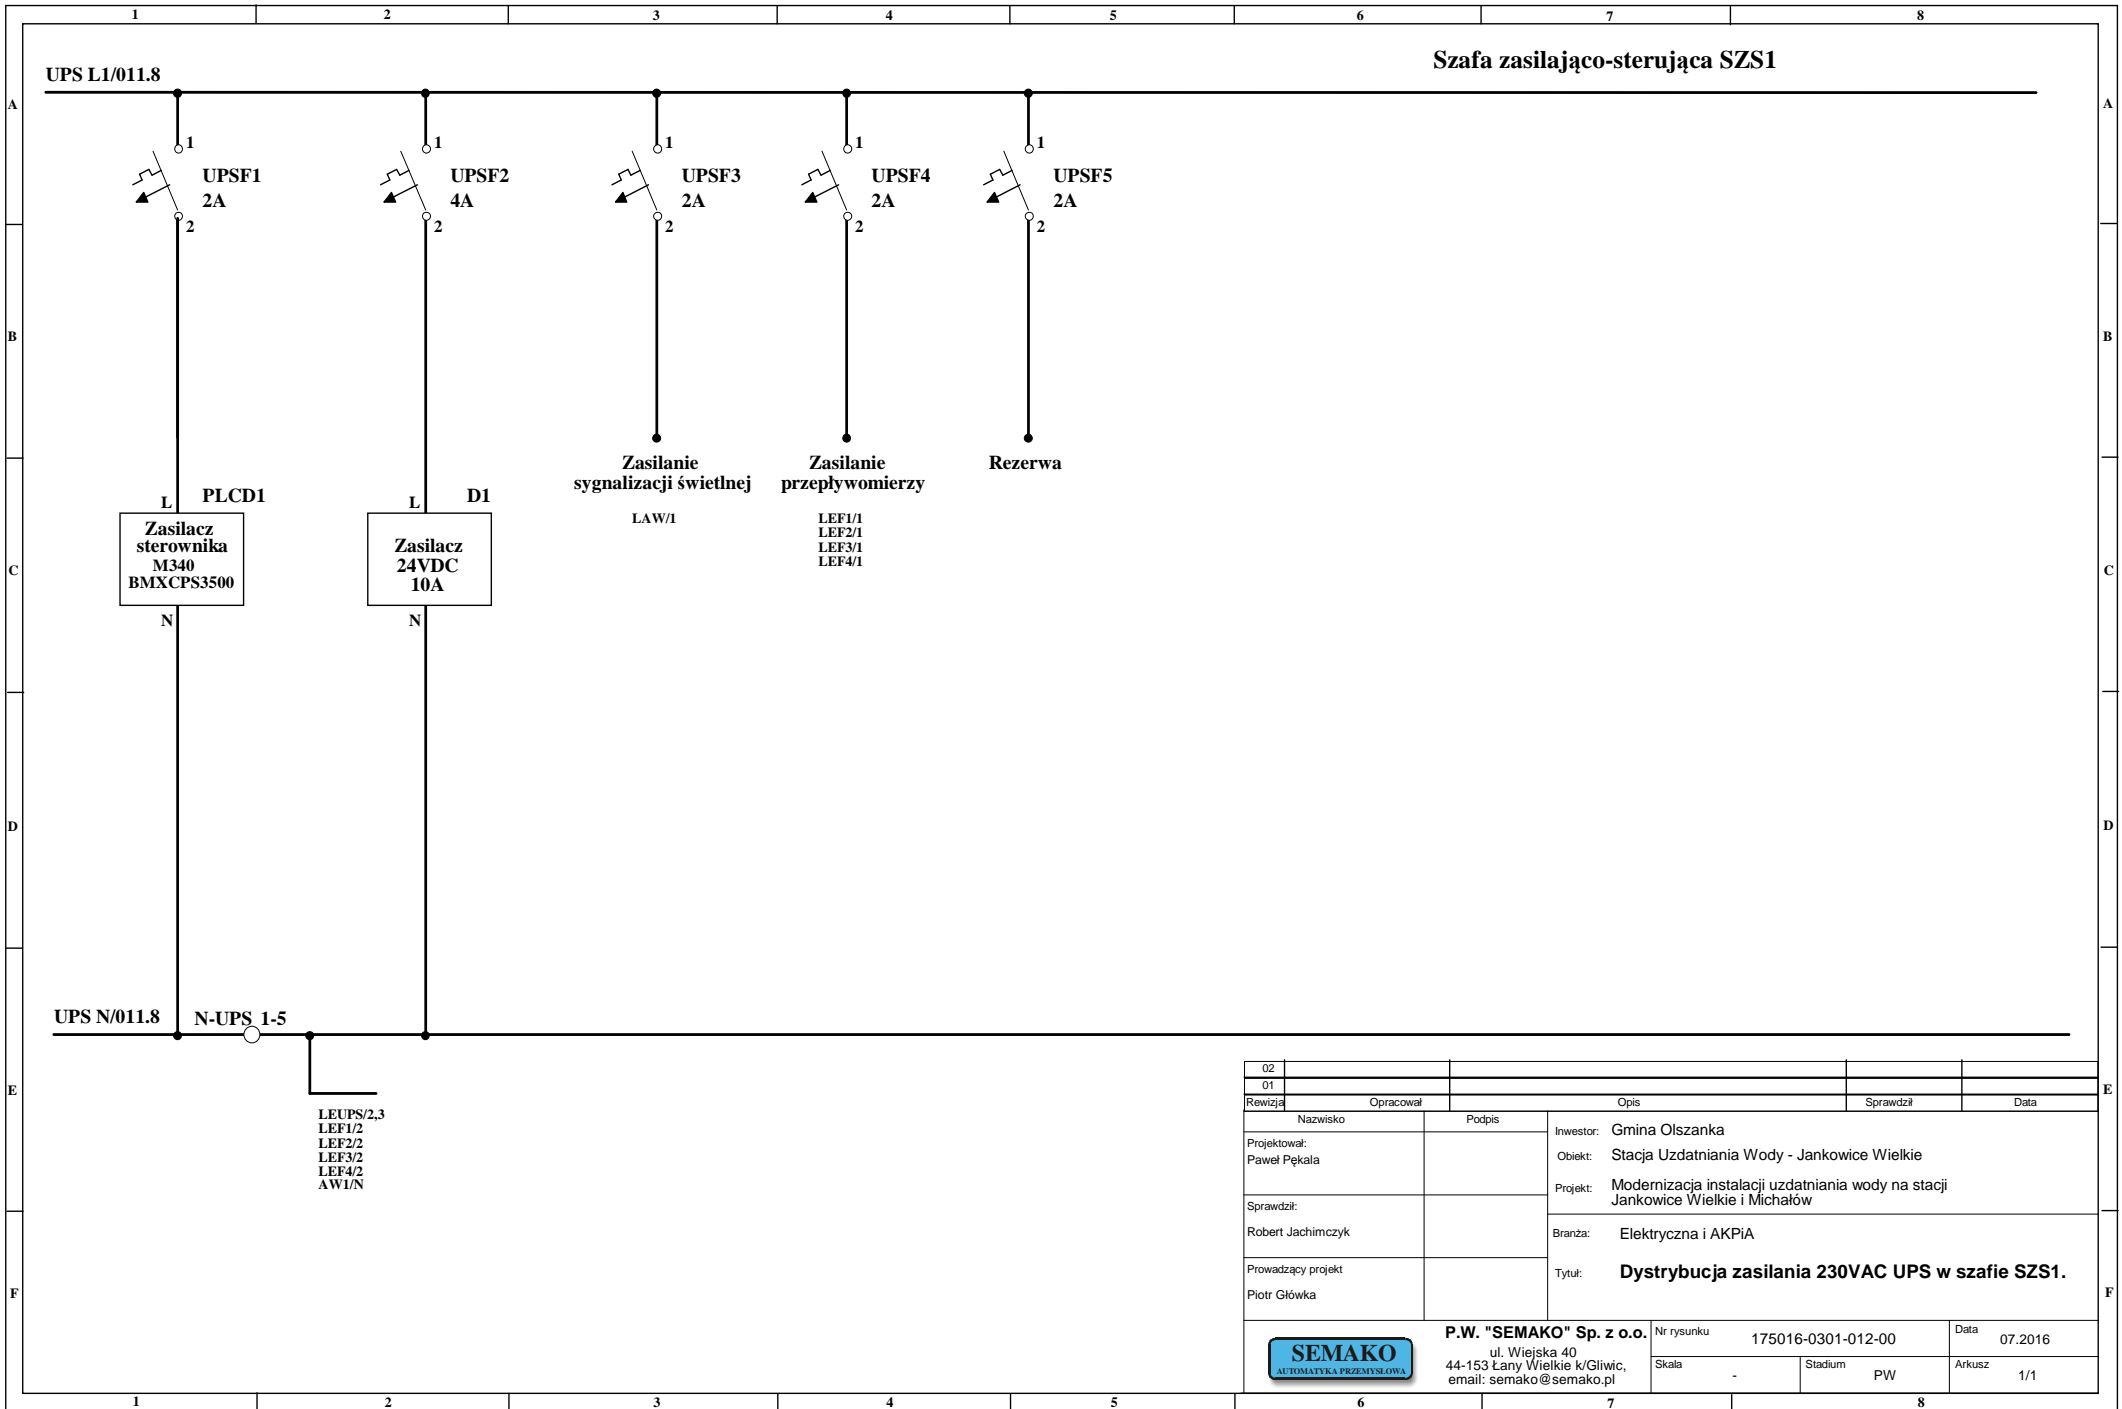 1 2 3 4 5 6 7 8
Szafa zasilająco-sterująca SZS1
UPS L1/011.8
A A
1 1 1 1 1
UPSF1 UPSF2 UPSF3 UPSF4 UPSF5
2A 4A 2A 2A 2A
2 2 2 2 2
B B
Zasilanie
sygnalizacji świetlnej
LAW/1
Zasilanie
przepływomierzy
LEF1/1
LEF2/1
LEF3/1
LEF4/1
Rezerwa
L PLCD1
Zasilacz
sterownika
M340
BMXCPS3500
N
L D1
Zasilacz
24VDC
10A
N
C C
D D
UPS N/011.8 N-UPS 1-5
LEUPS/2,3
LEF1/2
LEF2/2
LEF3/2
LEF4/2
AW1/N
E E
F F
02
01
Rewizja Opracował Opis Sprawdził Data
Nazwisko Podpis
Projektował:
Paweł Pękala
Sprawdził:
Robert Jachimczyk
Prowadzący projekt
Piotr Główka
Inwestor: Gmina Olszanka
Obiekt: Stacja Uzdatniania Wody - Jankowice Wielkie
Projekt: Modernizacja instalacji uzdatniania wody na stacji
Jankowice Wielkie i Michałów
Branża: Elektryczna i AKPiA
Tytuł: Dystrybucja zasilania 230VAC UPS w szafie SZS1.
SEMAKO
AUTOMATYKA PRZEMYSŁOWA
P.W. "SEMAKO" Sp. z o.o.
ul. Wiejska 40
44-153 Łany Wielkie k/Gliwic,
email: semako@semako.pl
Nr rysunku 175016-0301-012-00
Data 07.2016
Skala -
Stadium PW
Arkusz 1/1
1 2 3 4 5 6 7 8